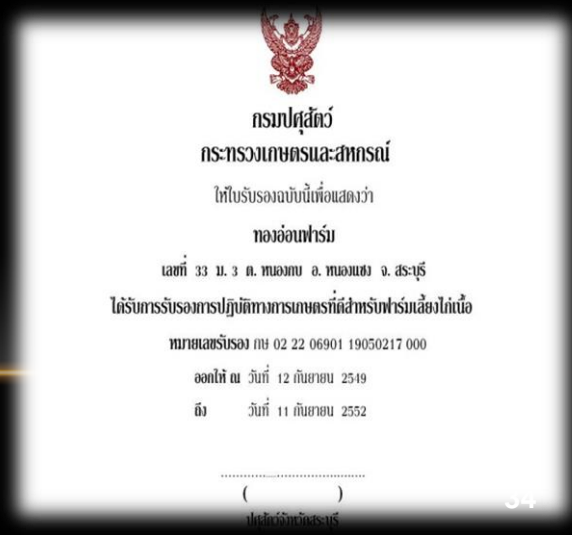 กรมปศุสัตว์
กระทรวงเกษตรและสหกรณ์
ให้ใบรับรองฉบับนี้เพื่อแสดงว่า
ทองอ่อนฟาร์ม
เลขที่ 33 ม. 3 ต. หนองกบ อ. หนองแซง จ. สระบุรี
ได้รับการรับรองการปฏิบัติทางการเกษตรที่ดีสำหรับฟาร์มเลี้ยงไก่เนื้อ
หมายเลขรับรอง กษ 02 22 06901 19050217 000
ออกให้ ณ วันที่ 12 กันยายน 2549
ถึง วันที่ 11 กันยายน 2552
( )
ปศุสัตว์จังหวัดสระบุรี
34